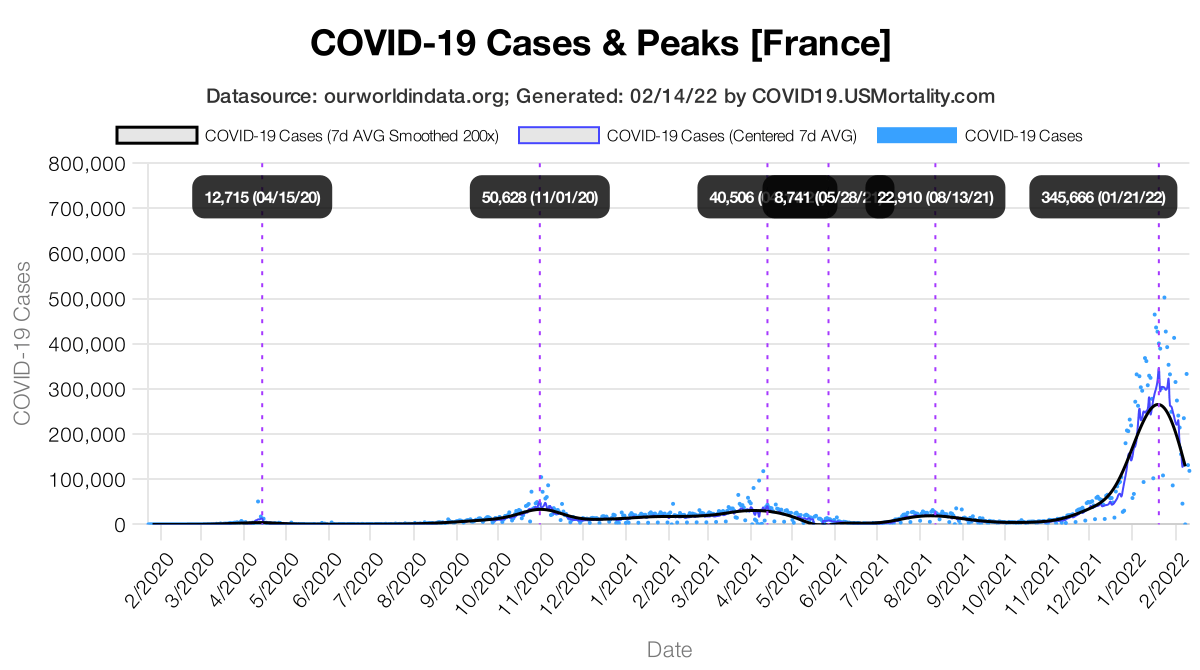 COVID-19 Cases & Peaks [France]
Datasource: ourworldindata.org; Generated: 02/14/22 by COVID19.USMortality.com
COVID-19 Cases (7d AVG Smoothed 200x) COVID-19 Cases (Centered 7d AVG) COVID-19 Cases
800,000
12,715 (04/15/20) 50,628 (11/01/20) 40,506 ( 8,741 (05/28/2 22,910 (08/13/21) 345,666 (01/21/22)
700,000
600,000
500,000
400,000
300,000
200,000
100,000
0
COVID-19 Cases
2/2020 3/2020 4/2020 5/2020 6/2020 7/2020 8/2020 9/2020 10/2020 11/2020 12/2020 1/2021 2/2021 3/2021 4/2021 5/2021 6/2021 7/2021 8/2021 9/2021 10/2021 11/2021 12/2021 1/2022 2/2022
Date